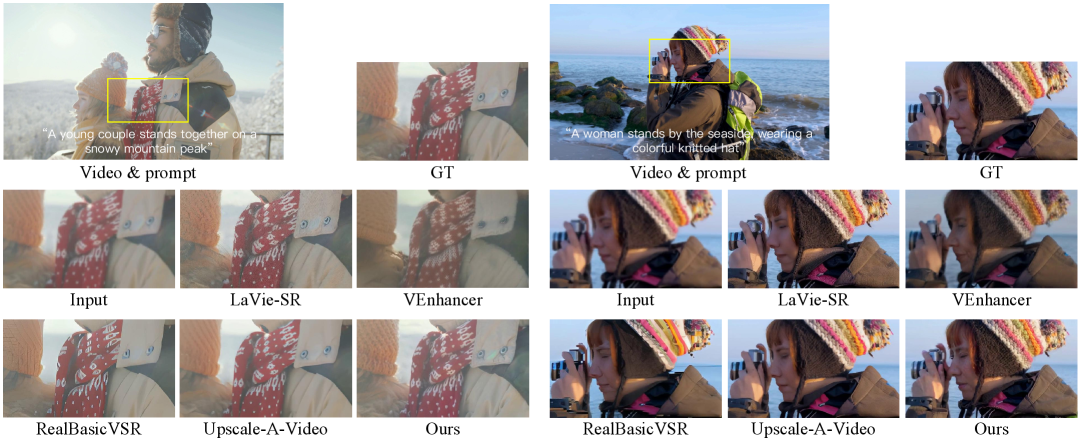 "A young couple stands together on a
snowy mountain peak"
Video & prompt
GT
"A woman stands by the seaside, wearing a
colorful knitted hat"
Video & prompt
GT
Input
LaVie-SR
VEnhancer
Input
LaVie-SR
VEnhancer
RealBasicVSR
Upscale-A-Video
Ours
RealBasicVSR
Upscale-A-Video
Ours